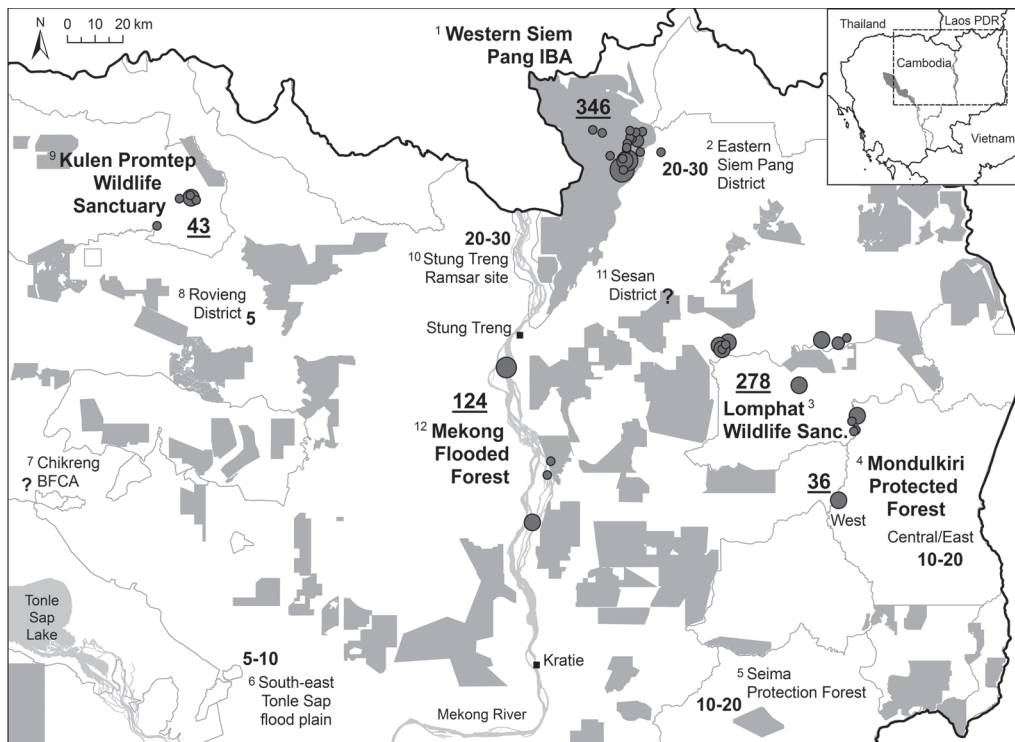 N
0 10 20 km
Thailand
Laos PDR
Cambodia
Vietnam
1 Western Siem
Pang IBA
346
20-30
2 Eastern
Siem Pang
District
9 Kulen Promtep
Wildlife
Sanctuary
43
20-30
10 Stung Treng
Ramsar site
11 Sesan
District ?
8 Rovieng
District 5
Stung Treng
124
12 Mekong
Flooded
Forest
278
Lomphat 3
Wildlife Sanc.
7 Chikreng
? BFCA
36
West
4 Mondulkiri
Protected
Forest
Central/East
10-20
Tonle
Sap
Lake
5-10
6 South-east
Tonle Sap
flood plain
Kratie
Mekong River
5 Seima
Protection Forest
10-20